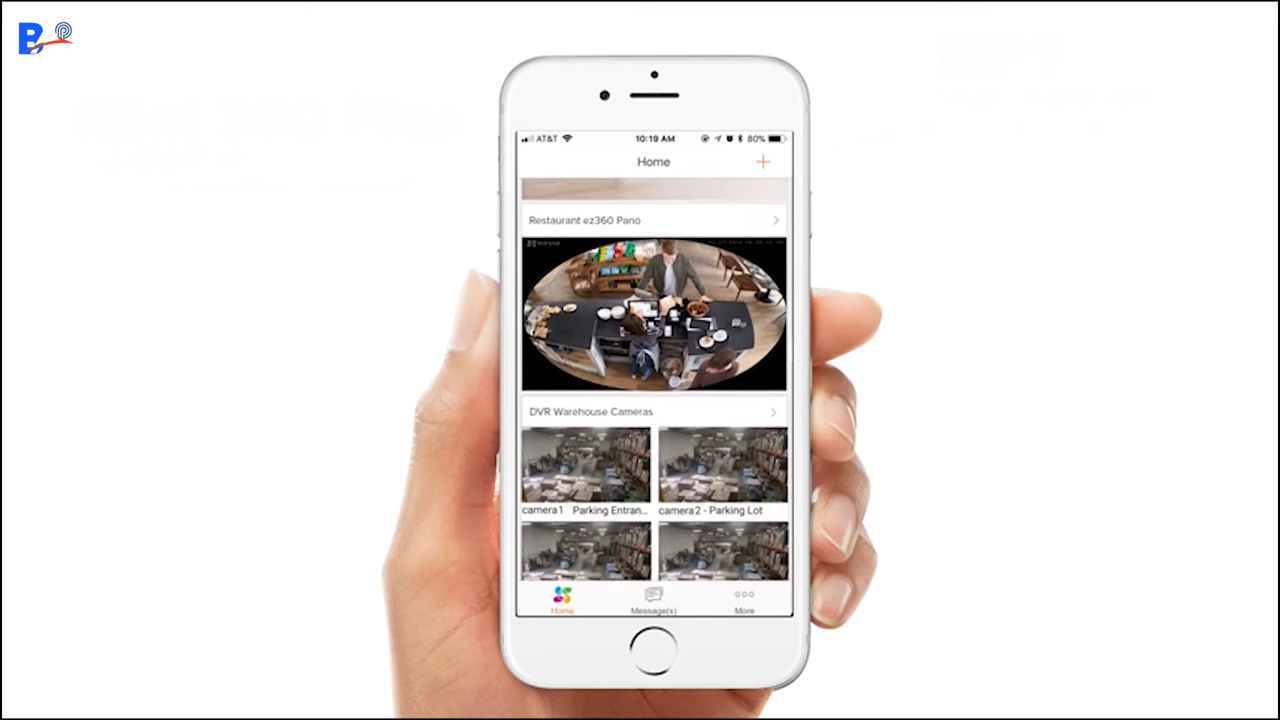 AT&T
10:19 AM
80%
Home
+
Restaurant ez360 Pano
DVR Warehouse Cameras
camera1 Parking Entran...
camera2 - Parking Lot
Home
Message(s)
More